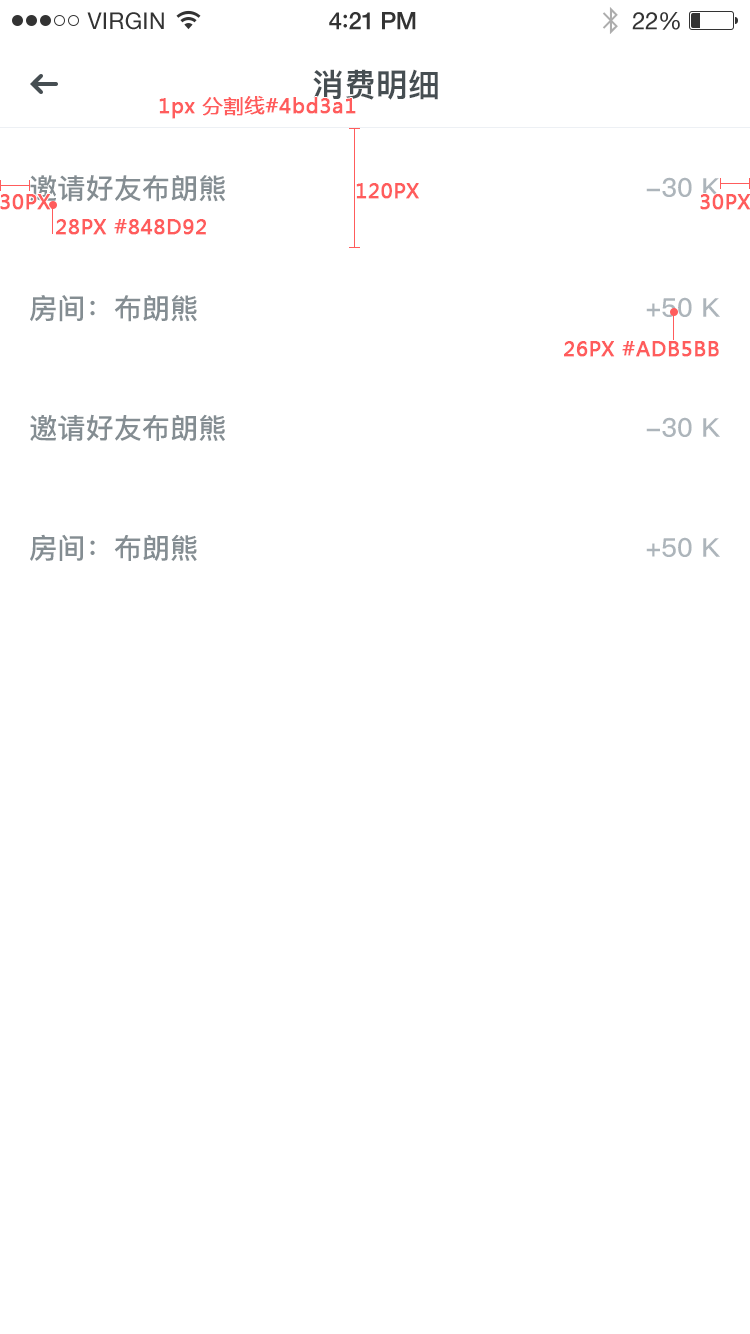 VIRGIN 4:21 PM 22%
消费明细
1px 分割线#4bd3a1
邀请好友布朗熊 120PX –30 K
30PX 30PX
28PX #848D92
房间：布朗熊 +50 K
26PX #ADB5BB
邀请好友布朗熊 –30 K
房间：布朗熊 +50 K